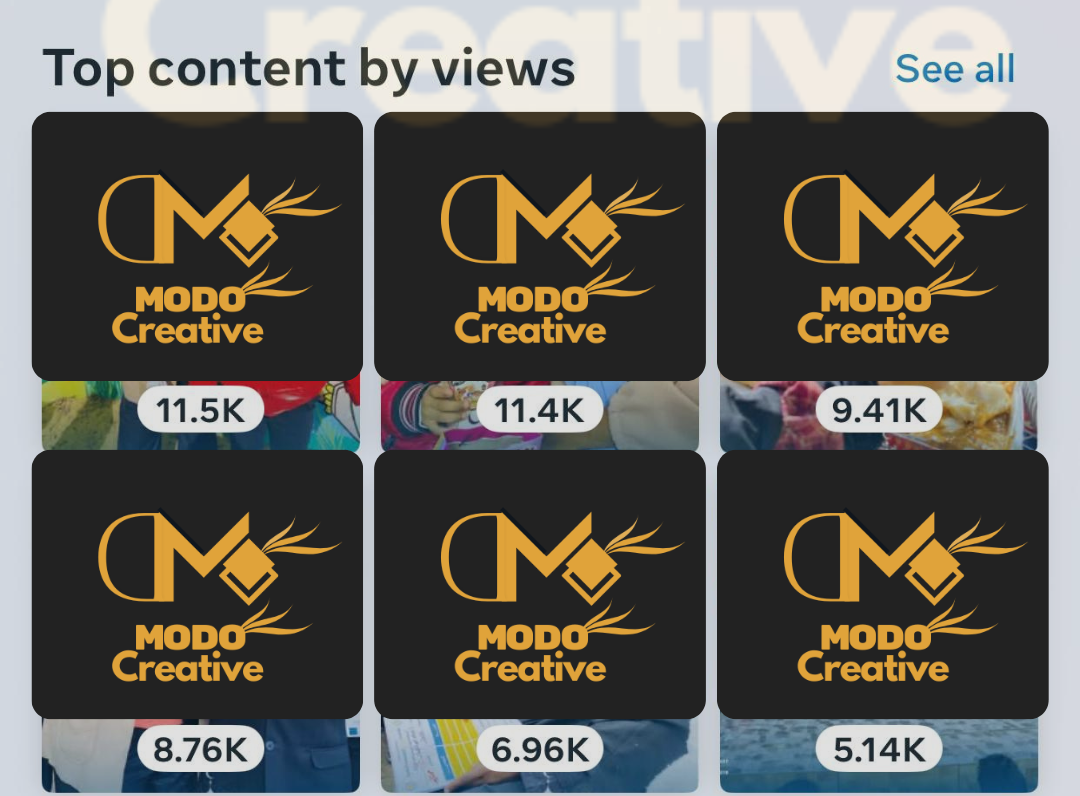 Creative
Top content by views
See all
MODO
Creative
MODO
Creative
MODO
Creative
11.5K
11.4K
9.41K
MODO
Creative
MODO
Creative
MODO
Creative
8.76K
6.96K
5.14K